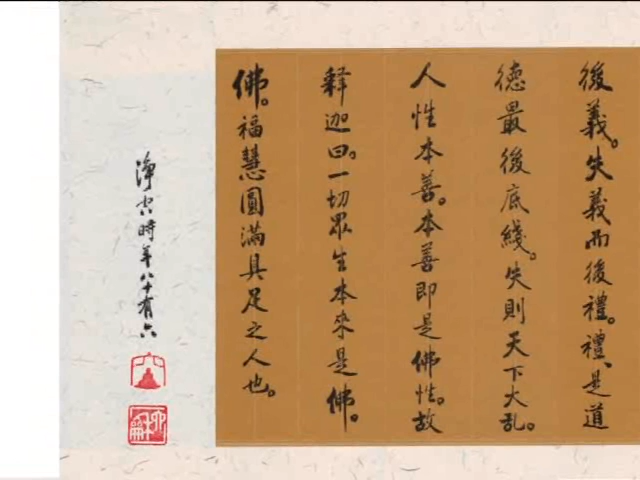 後義。失義而後禮。禮、是道
德最後底綫。失則天下大亂。
人性本善。本善即是佛性。故
釋迦曰。一切眾生本來是佛。
佛。福慧圓滿具足之人也。
淨空時年八十有六